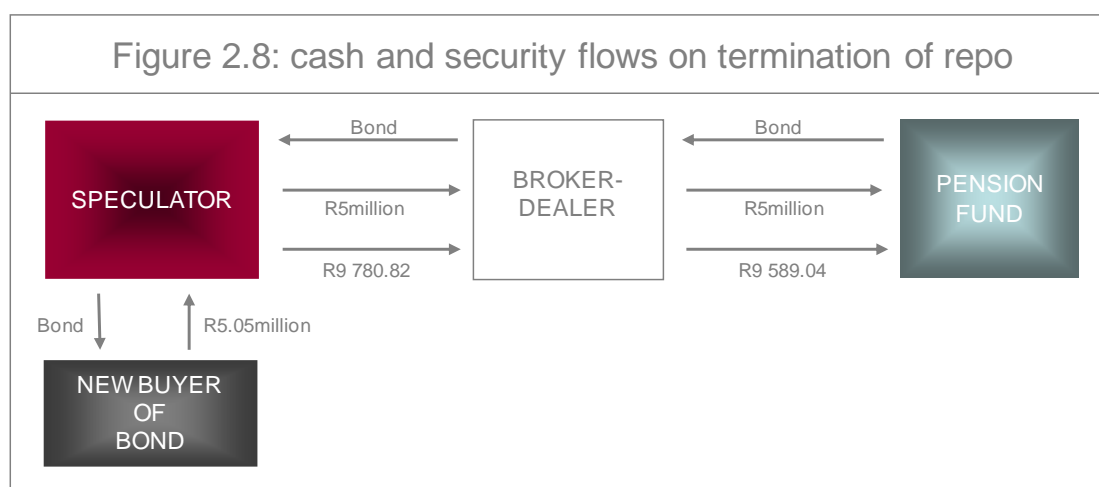 Figure 2.8: cash and security flows on termination of repo
Bond
Bond
SPECULATOR
BROKER-
DEALER
PENSION
FUND
R5million
R5million
R9 780.82
R9 589.04
Bond
R5.05million
NEW BUYER
OF
BOND